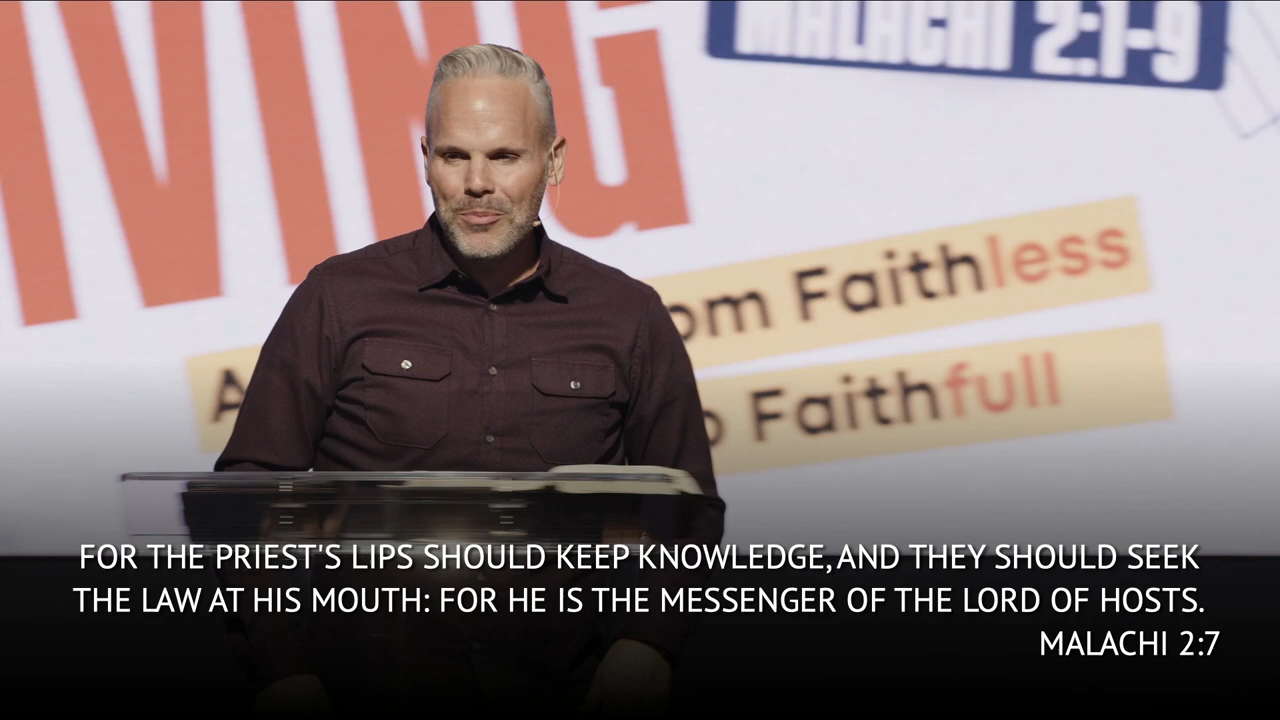 VING
MALACHI 2:1-9
A
om Faithless
o Faithfull
FOR THE PRIEST'S LIPS SHOULD KEEP KNOWLEDGE, AND THEY SHOULD SEEK
THE LAW AT HIS MOUTH: FOR HE IS THE MESSENGER OF THE LORD OF HOSTS.
MALACHI 2:7